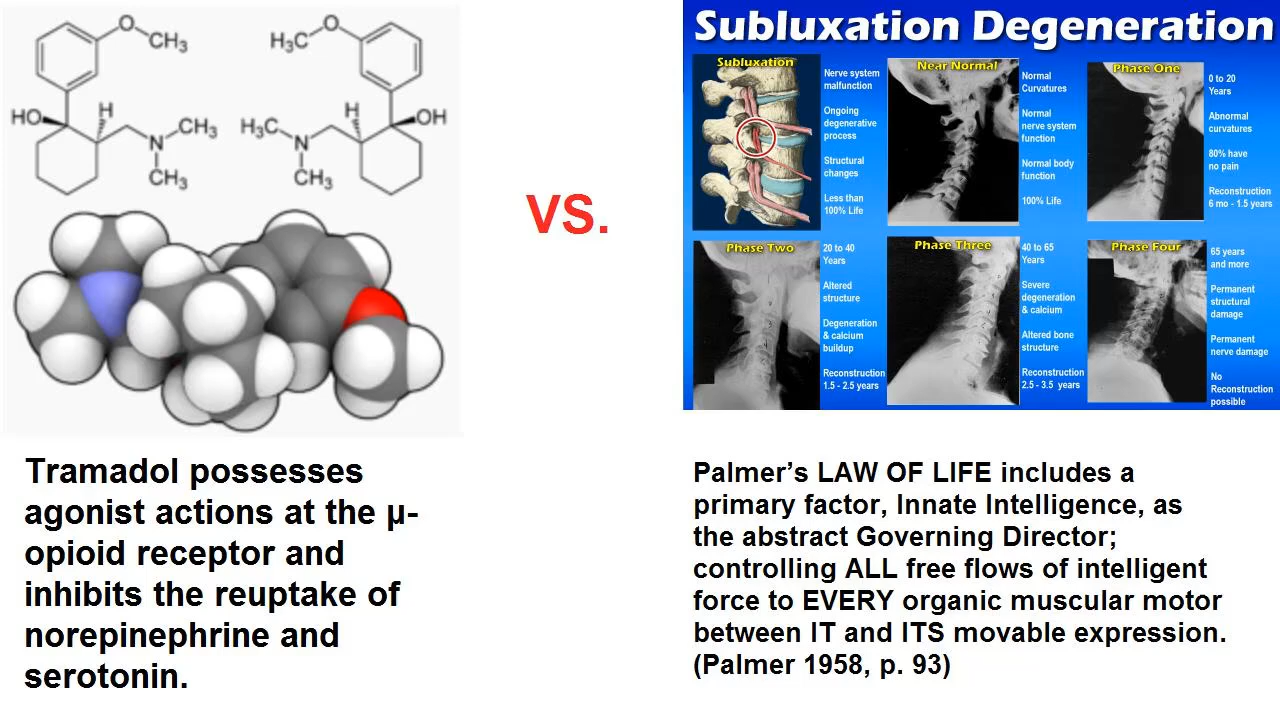 O
CH₃
H₃C
O
HO
H
H
OH
N
CH₃
H₃C
N
CH₃
CH₃
VS.
Tramadol possesses
agonist actions at the μ-
opioid receptor and
inhibits the reuptake of
norepinephrine and
serotonin.
Subluxation Degeneration
Subluxation
Nerve system
malfunction
Ongoing
degenerative
process
Structural
changes
Less than
100% Life
Near Normal
Normal
Curvatures
Normal
nerve system
function
Normal body
function
100% Life
Phase One
0 to 20
Years
Abnormal
curvatures
80% have
no pain
Reconstruction
6 mo - 1.5 years
Phase Two
20 to 40
Years
Altered
structure
Degeneration
& calcium
buildup
Reconstruction
1.5 - 2.5 years
Phase Three
40 to 65
Years
Severe
degeneration
& calcium
Altered bone
structure
Reconstruction
2.5 - 3.5 years
Phase Four
65 years
and more
Permanent
structural
damage
Permanent
nerve damage
No
Reconstruction
possible
Palmer’s LAW OF LIFE includes a
primary factor, Innate Intelligence, as
the abstract Governing Director;
controlling ALL free flows of intelligent
force to EVERY organic muscular motor
between IT and ITS movable expression.
(Palmer 1958, p. 93)